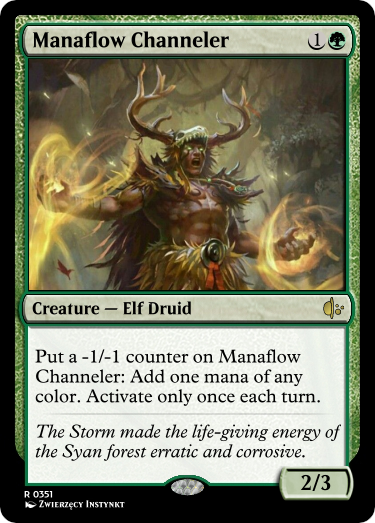 Manaflow Channeler 1
Creature — Elf Druid
Put a -1/-1 counter on Manaflow
Channeler: Add one mana of any
color. Activate only once each turn.
The Storm made the life-giving energy of
the Syan forest erratic and corrosive.
2/3
R 0351
Zwierzęcy Instynkt